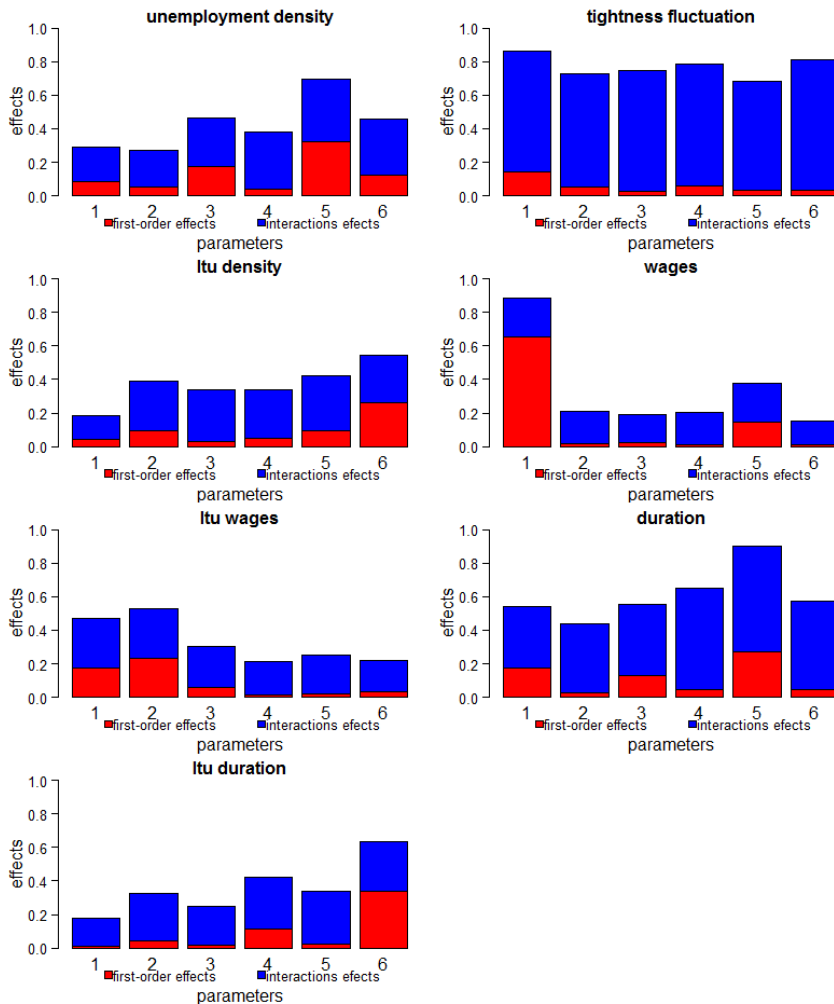 unemployment density
1.0
0.8
0.6
0.4
0.2
0.0
effects
1 2 3 4 5 6
first-order effects interactions efects
parameters
tightness fluctuation
1.0
0.8
0.6
0.4
0.2
0.0
effects
1 2 3 4 5 6
first-order effects interactions efects
parameters
ltu density
1.0
0.8
0.6
0.4
0.2
0.0
effects
1 2 3 4 5 6
first-order effects interactions efects
parameters
wages
1.0
0.8
0.6
0.4
0.2
0.0
effects
1 2 3 4 5 6
first-order effects interactions efects
parameters
ltu wages
1.0
0.8
0.6
0.4
0.2
0.0
effects
1 2 3 4 5 6
first-order effects interactions efects
parameters
duration
1.0
0.8
0.6
0.4
0.2
0.0
effects
1 2 3 4 5 6
first-order effects interactions efects
parameters
ltu duration
1.0
0.8
0.6
0.4
0.2
0.0
effects
1 2 3 4 5 6
first-order effects interactions efects
parameters